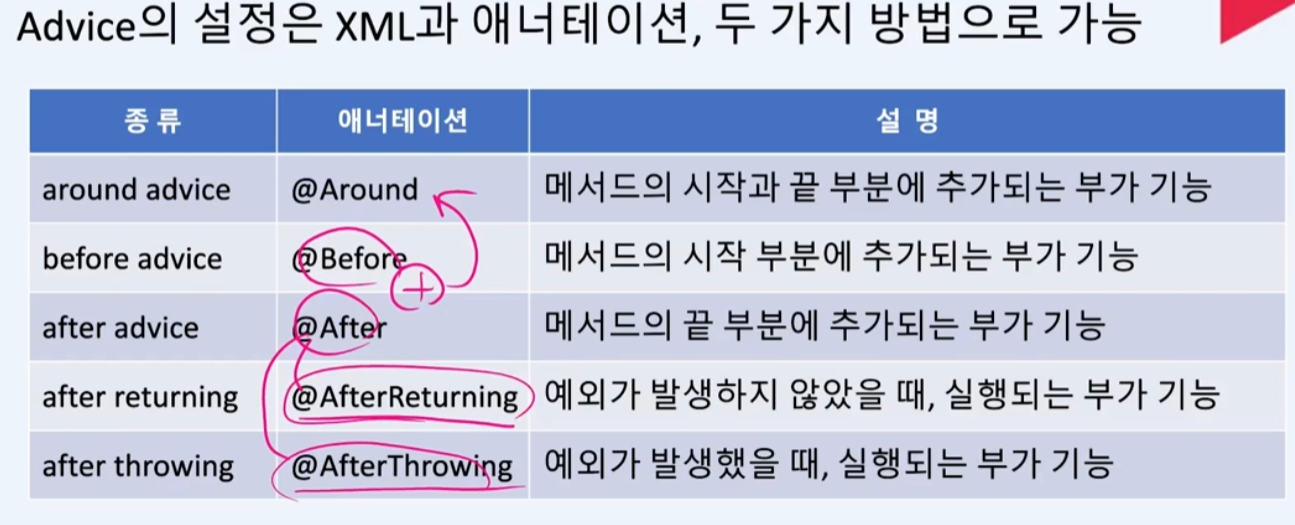 Advice의 설정은 XML과 애너테이션, 두 가지 방법으로 가능
종 류 애너테이션 설 명
around advice @Around 메서드의 시작과 끝 부분에 추가되는 부가 기능
before advice @Before 메서드의 시작 부분에 추가되는 부가 기능
+
after advice @After 메서드의 끝 부분에 추가되는 부가 기능
after returning @AfterReturning 예외가 발생하지 않았을 때, 실행되는 부가 기능
after throwing @AfterThrowing 예외가 발생했을 때, 실행되는 부가 기능